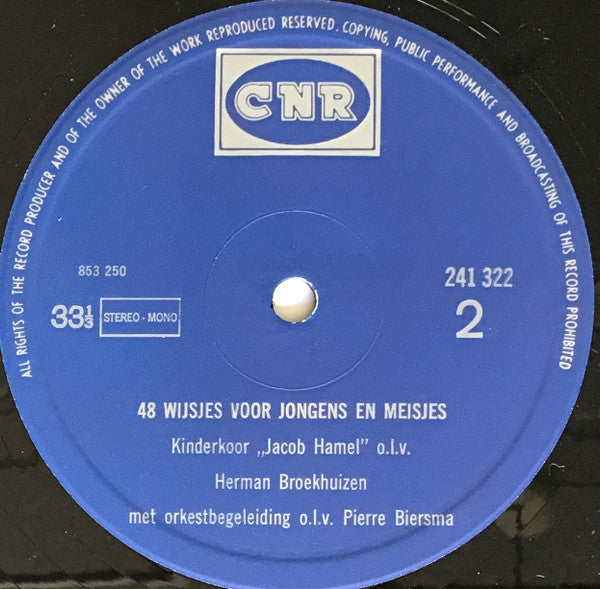 ALL RIGHTS OF THE RECORD PRODUCER AND OF THE OWNER OF THE WORK REPRODUCED RESERVED. COPYING, PUBLIC PERFORMANCE AND BROADCASTING OF THIS RECORD PROHIBITED
CNR
853 250
241 322
33⅓
STEREO - MONO
2
48 WIJSJES VOOR JONGENS EN MEISJES
Kinderkoor „Jacob Hamel” o.l.v.
Herman Broekhuizen
met orkestbegeleiding o.l.v. Pierre Biersma